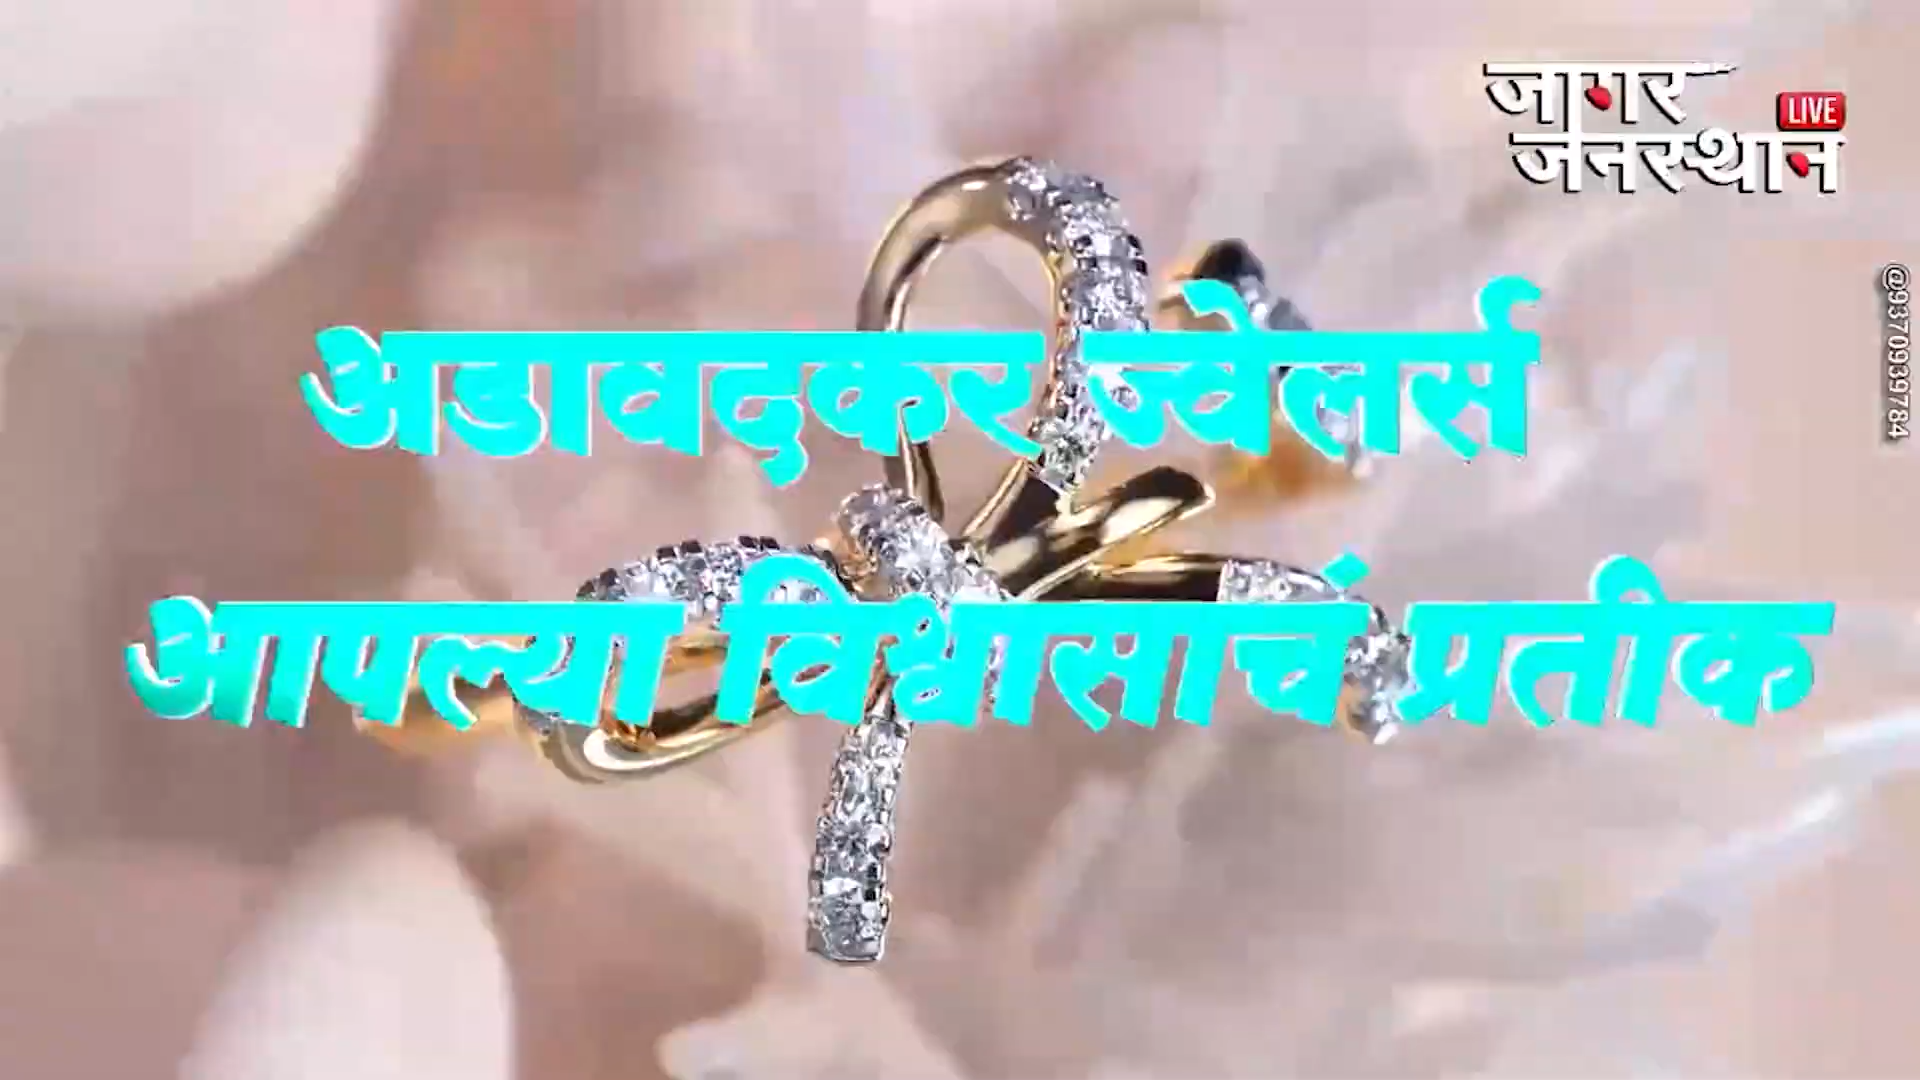 जागर
LIVE
जनस्थान
@9370939784
अडावदकर ज्वेलर्स
आपल्या विश्वासाचं प्रतीक